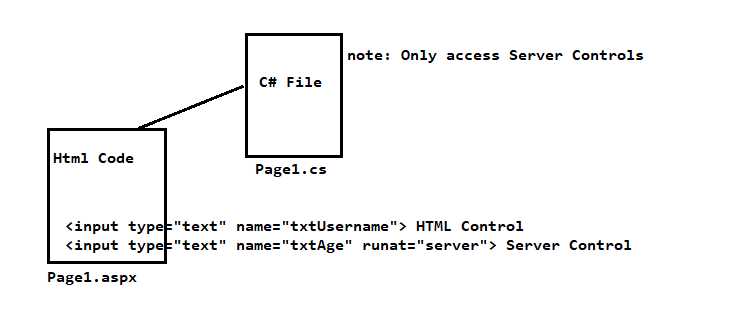 note: Only access Server Controls
C# File
Page1.cs
Html Code
<input type="text" name="txtUsername"> HTML Control
<input type="text" name="txtAge" runat="server"> Server Control
Page1.aspx